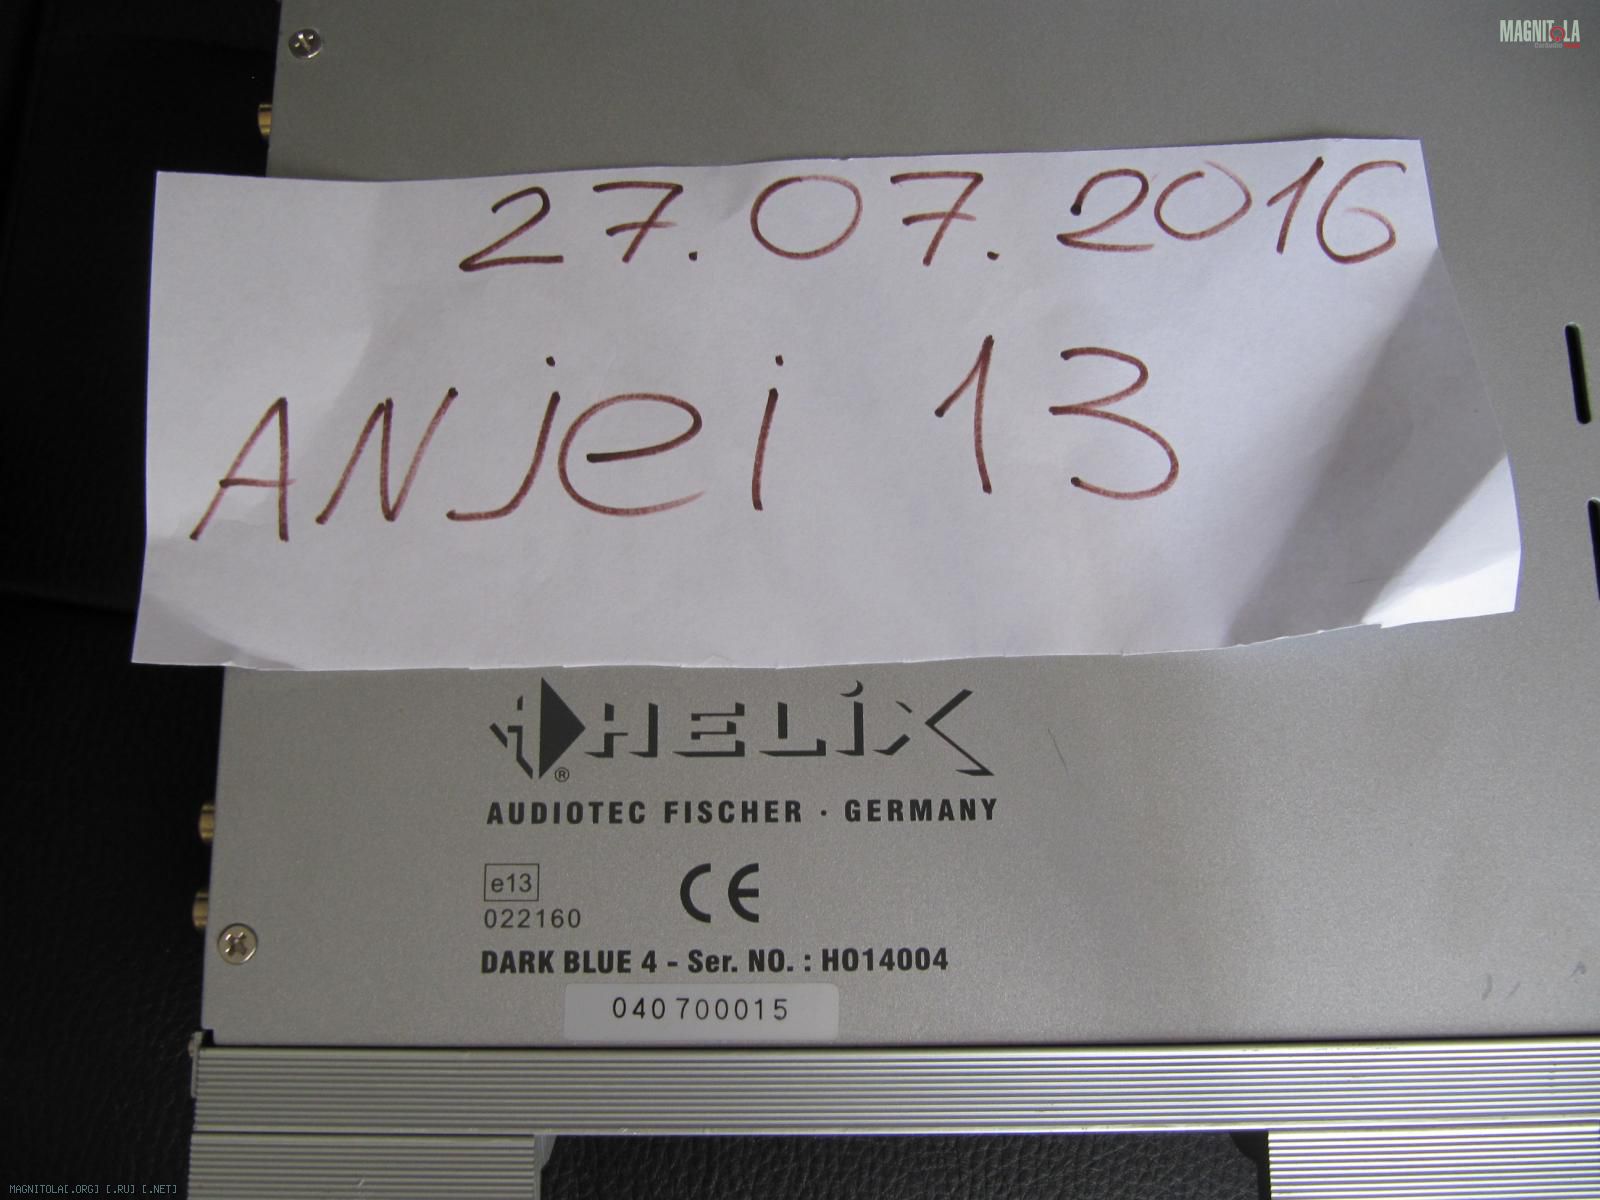 MAGNITOLA
27.07.2016
ANjei 13
HELIX
®
AUDIOTEC FISCHER · GERMANY
e13
022160
CE
DARK BLUE 4 - Ser. NO. : H014004
040700015
MAGNITOLA[.ORG] [.RU] [.NET]